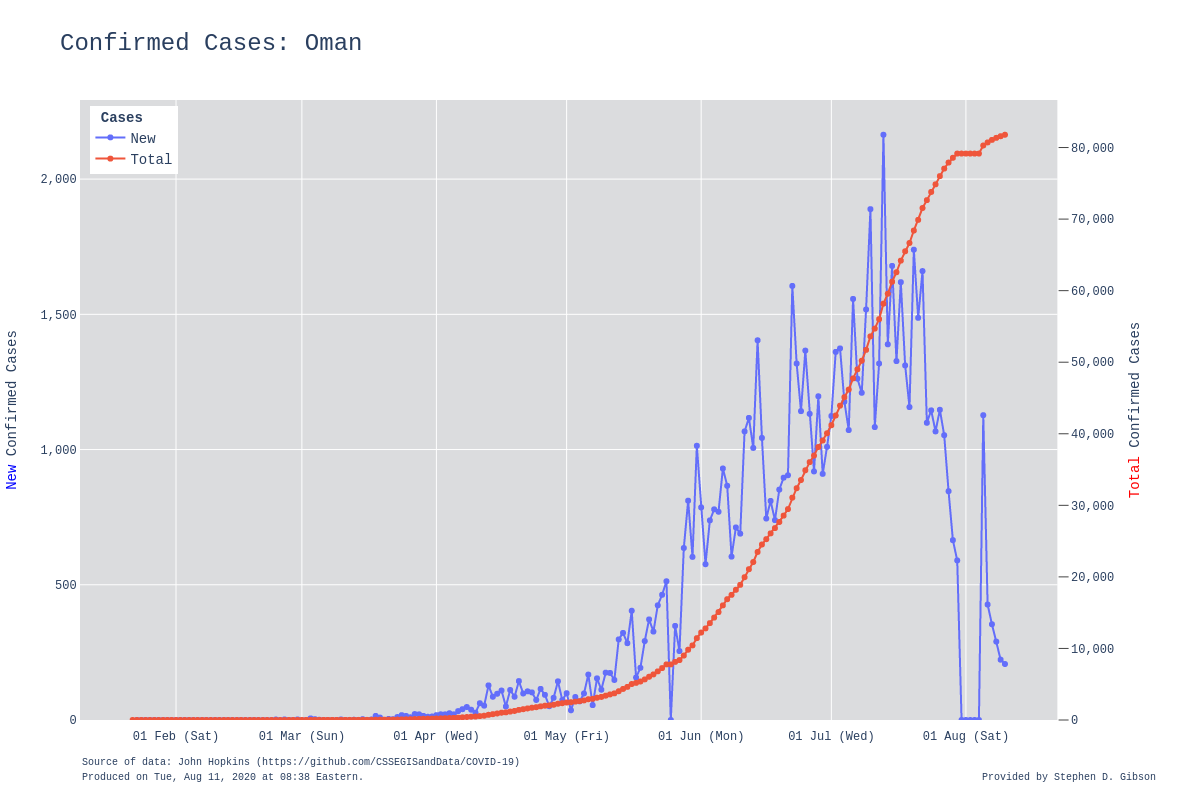 Confirmed Cases: Oman
Cases
New
Total
2,000
1,500
1,000
500
0
80,000
70,000
60,000
50,000
40,000
30,000
20,000
10,000
0
New Confirmed Cases
Total Confirmed Cases
01 Feb (Sat) 01 Mar (Sun) 01 Apr (Wed) 01 May (Fri) 01 Jun (Mon) 01 Jul (Wed) 01 Aug (Sat)
Source of data: John Hopkins (https://github.com/CSSEGISandData/COVID-19)
Produced on Tue, Aug 11, 2020 at 08:38 Eastern.
Provided by Stephen D. Gibson